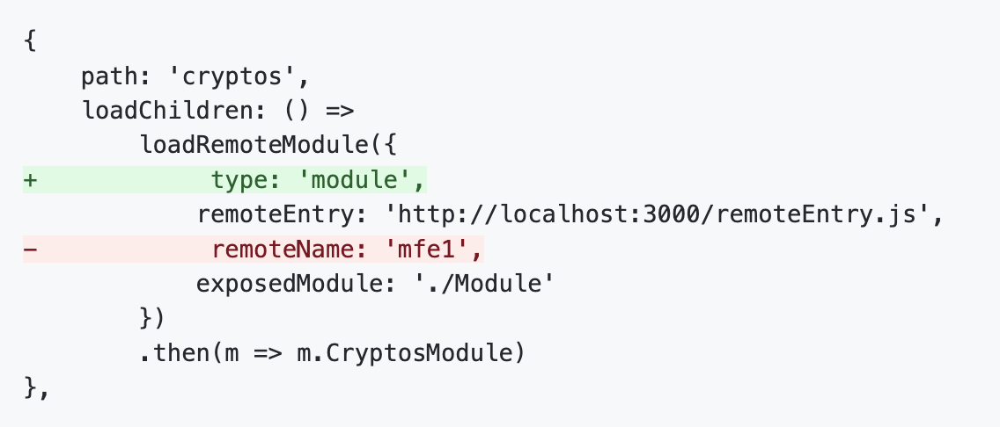 {
    path: 'cryptos',
    loadChildren: () =>
        loadRemoteModule({
+            type: 'module',
            remoteEntry: 'http://localhost:3000/remoteEntry.js',
-            remoteName: 'mfe1',
            exposedModule: './Module'
        })
        .then(m => m.CryptosModule)
},